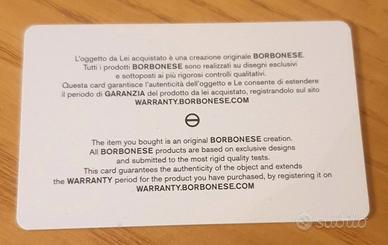 L'oggetto da Lei acquistato è una creazione originale BORBONESE.
Tutti i prodotti BORBONESE sono realizzati su disegni esclusivi
e sottoposti ai più rigorosi controlli qualitativi.
Questa card garantisce l'autenticità dell'oggetto e Le consente di estendere
il periodo di GARANZIA del prodotto da lei acquistato, registrandolo sul sito
WARRANTY.BORBONESE.COM
The item you bought is an original BORBONESE creation.
All BORBONESE products are based on exclusive designs
and submitted to the most rigid quality tests.
This card guarantees the authenticity of the object and extends
the WARRANTY period for the product you have purchased, by registering it on
WARRANTY.BORBONESE.COM
subito